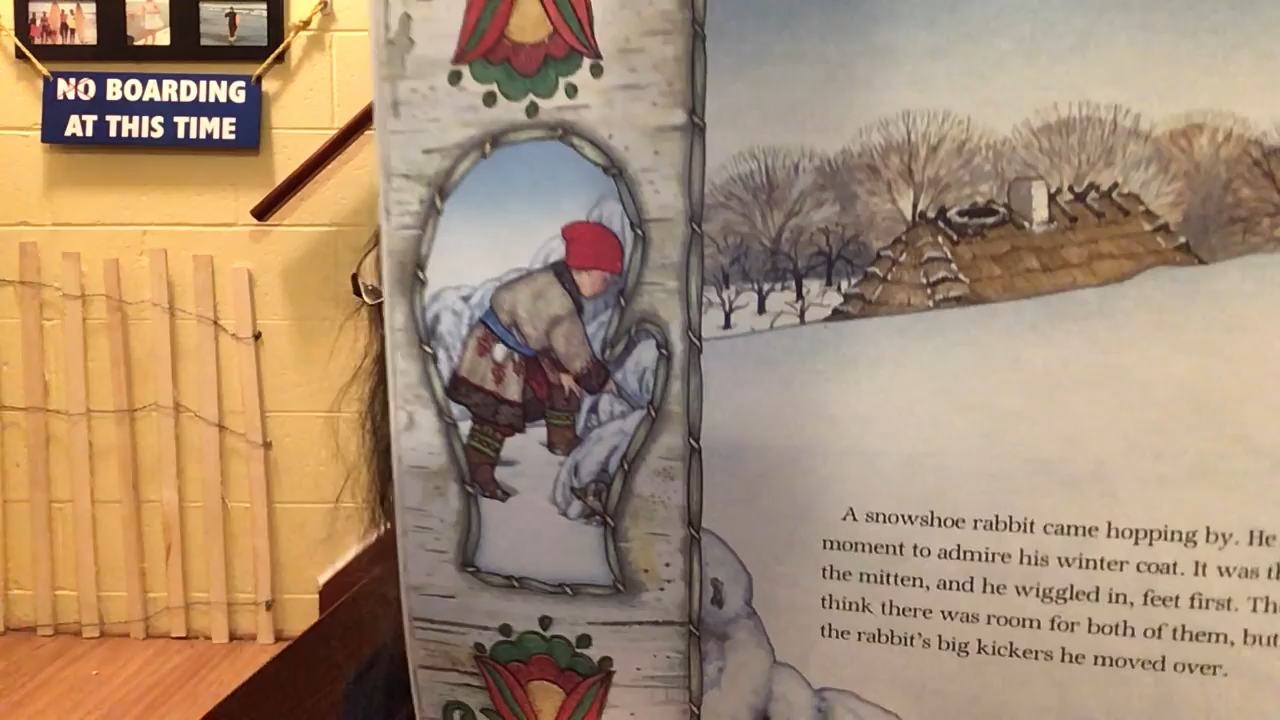 NO BOARDING
AT THIS TIME
A snowshoe rabbit came hopping by. He
moment to admire his winter coat. It was
the mitten, and he wiggled in, feet first.
think there was room for both of them, but
the rabbit's big kickers he moved over.